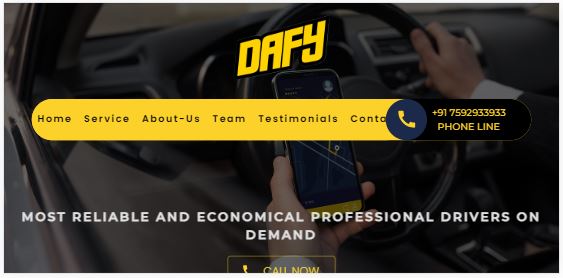 DAFY
Home Service About-Us Team Testimonials Conta
+91 7592933933
PHONE LINE
MOST RELIABLE AND ECONOMICAL PROFESSIONAL DRIVERS ON
DEMAND
CALL NOW